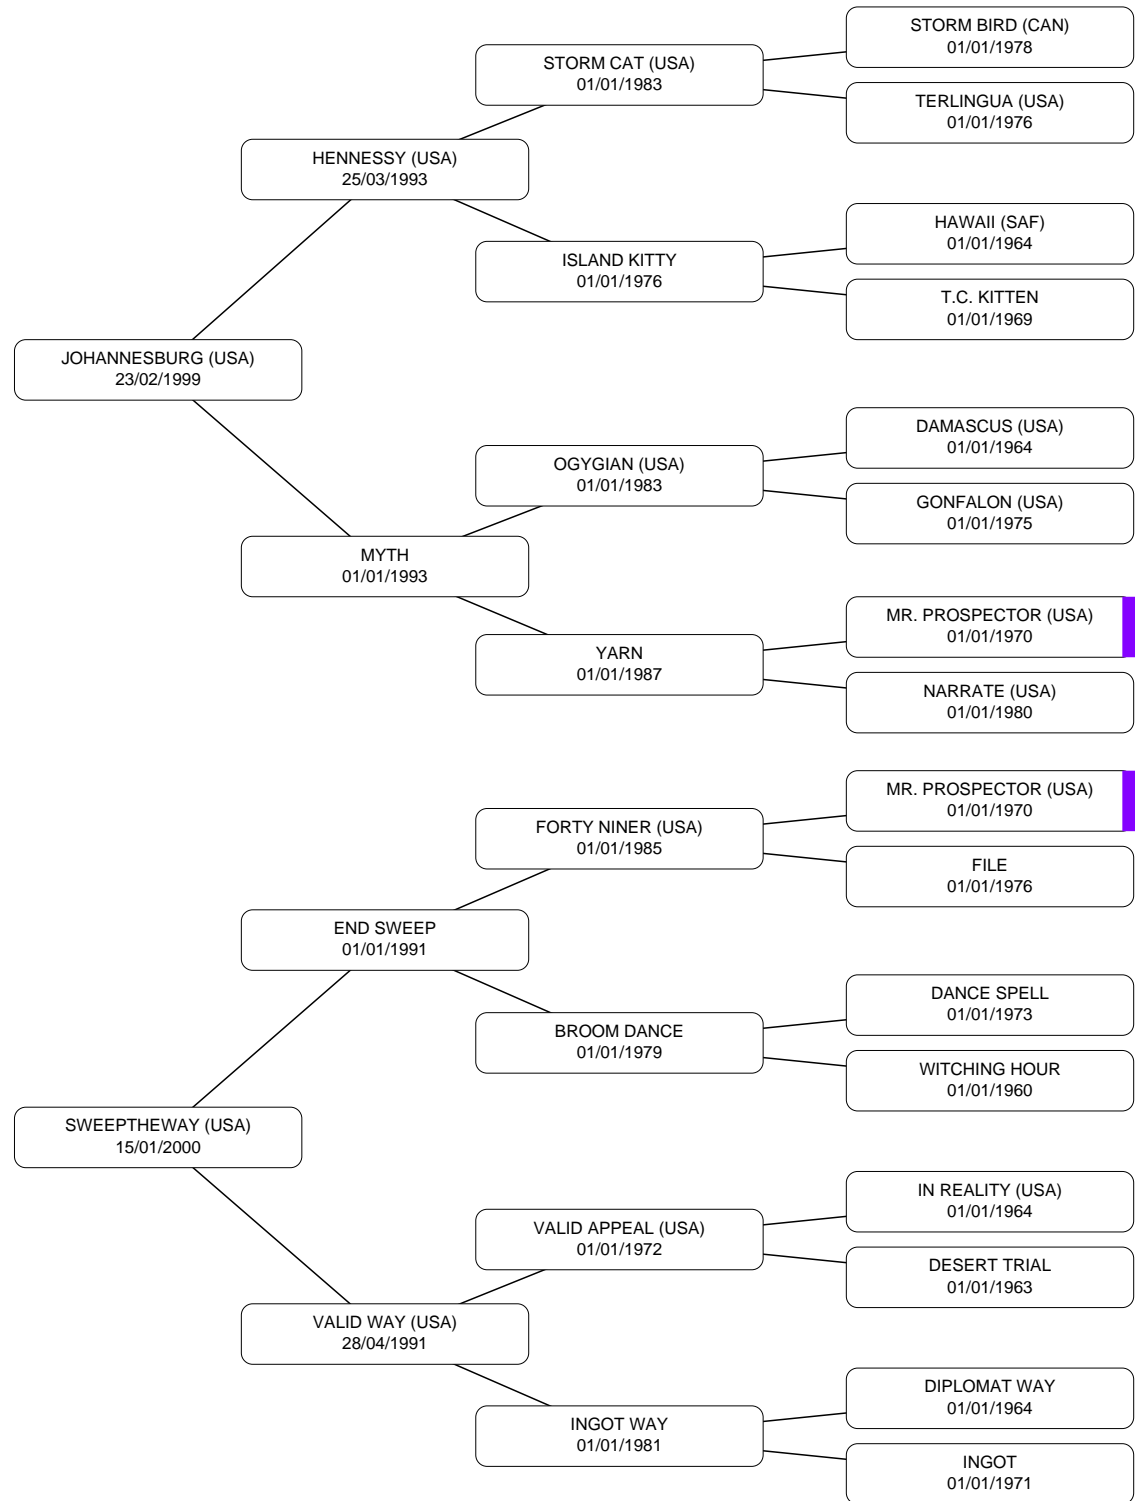 STORM BIRD (CAN)
01/01/1978
STORM CAT (USA)
01/01/1983
TERLINGUA (USA)
01/01/1976
HENNESSY (USA)
25/03/1993
HAWAII (SAF)
01/01/1964
ISLAND KITTY
01/01/1976
T.C. KITTEN
01/01/1969
JOHANNESBURG (USA)
23/02/1999
DAMASCUS (USA)
01/01/1964
OGYGIAN (USA)
01/01/1983
GONFALON (USA)
01/01/1975
MYTH
01/01/1993
MR. PROSPECTOR (USA)
01/01/1970
YARN
01/01/1987
NARRATE (USA)
01/01/1980
MR. PROSPECTOR (USA)
01/01/1970
FORTY NINER (USA)
01/01/1985
FILE
01/01/1976
END SWEEP
01/01/1991
DANCE SPELL
01/01/1973
BROOM DANCE
01/01/1979
WITCHING HOUR
01/01/1960
SWEEPTHEWAY (USA)
15/01/2000
IN REALITY (USA)
01/01/1964
VALID APPEAL (USA)
01/01/1972
DESERT TRIAL
01/01/1963
VALID WAY (USA)
28/04/1991
DIPLOMAT WAY
01/01/1964
INGOT WAY
01/01/1981
INGOT
01/01/1971